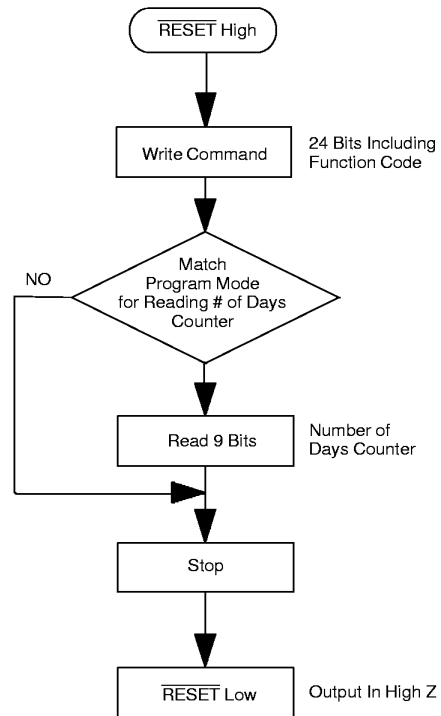 RESET High
Write Command
24 Bits Including
Function Code
Match
Program Mode
for Reading # of Days
Counter
NO
Read 9 Bits
Number of
Days Counter
Stop
RESET Low
Output In High Z